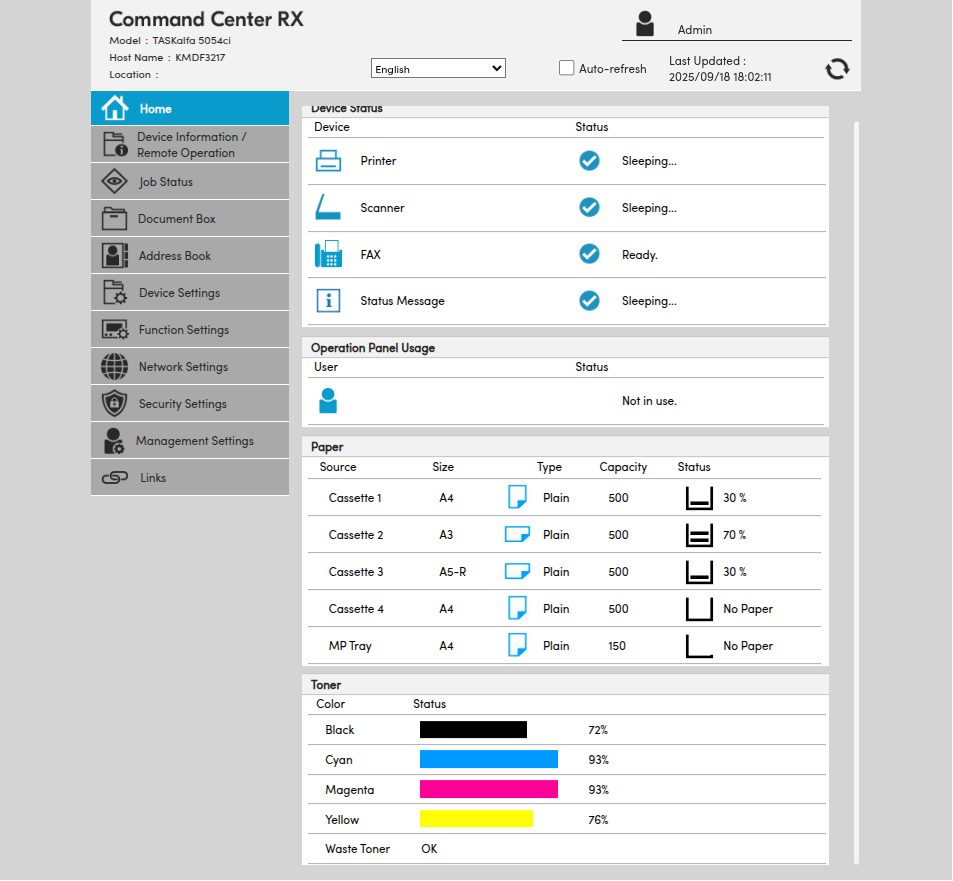 Command Center RX
Model : TASKalfa 5054ci
Host Name : KMDF3217
Location :
English
Auto-refresh
Admin
Last Updated :
2025/09/18 18:02:11
Home
Device Information /
Remote Operation
Job Status
Document Box
Address Book
Device Settings
Function Settings
Network Settings
Security Settings
Management Settings
Links
Device Status
Device Status
Printer Sleeping...
Scanner Sleeping...
FAX Ready.
Status Message Sleeping...
Operation Panel Usage
User Status
Not in use.
Paper
Source Size Type Capacity Status
Cassette 1 A4 Plain 500 30 %
Cassette 2 A3 Plain 500 70 %
Cassette 3 A5-R Plain 500 30 %
Cassette 4 A4 Plain 500 No Paper
MP Tray A4 Plain 150 No Paper
Toner
Color Status
Black 72%
Cyan 93%
Magenta 93%
Yellow 76%
Waste Toner OK